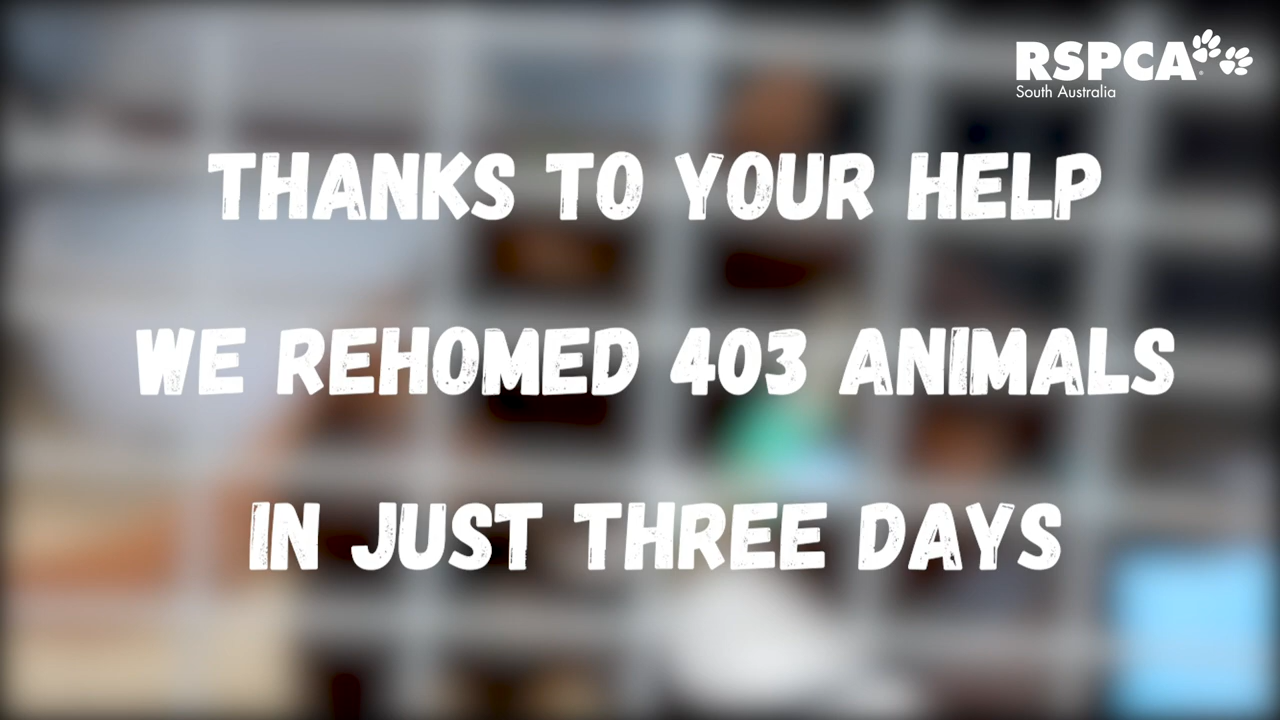 RSPCA
South Australia
THANKS TO YOUR HELP
WE REHOMED 403 ANIMALS
IN JUST THREE DAYS